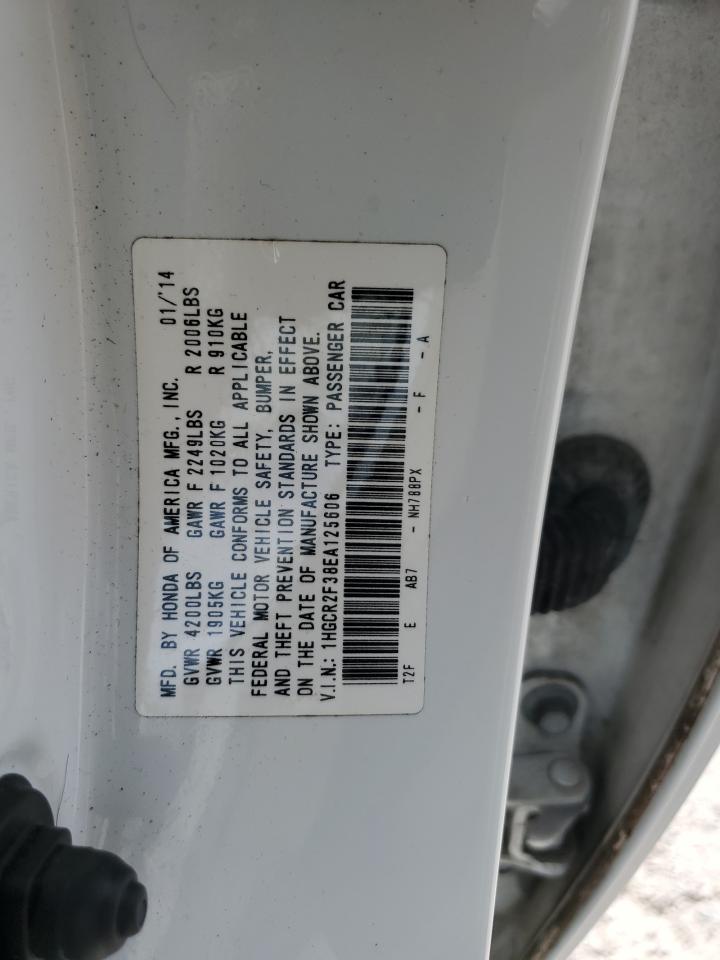 MFD. BY HONDA OF AMERICA MFG., INC. 01/'14
GVWR 4200LBS GAWR F 2249LBS R 2006LBS
GVWR 1905KG GAWR F 1020KG R 910KG
THIS VEHICLE CONFORMS TO ALL APPLICABLE
FEDERAL MOTOR VEHICLE SAFETY, BUMPER,
AND THEFT PREVENTION STANDARDS IN EFFECT
ON THE DATE OF MANUFACTURE SHOWN ABOVE.
V.I.N.: 1HGCR2F38EA125606 TYPE: PASSENGER CAR
T2F E AB7 - NH788PX - F - A